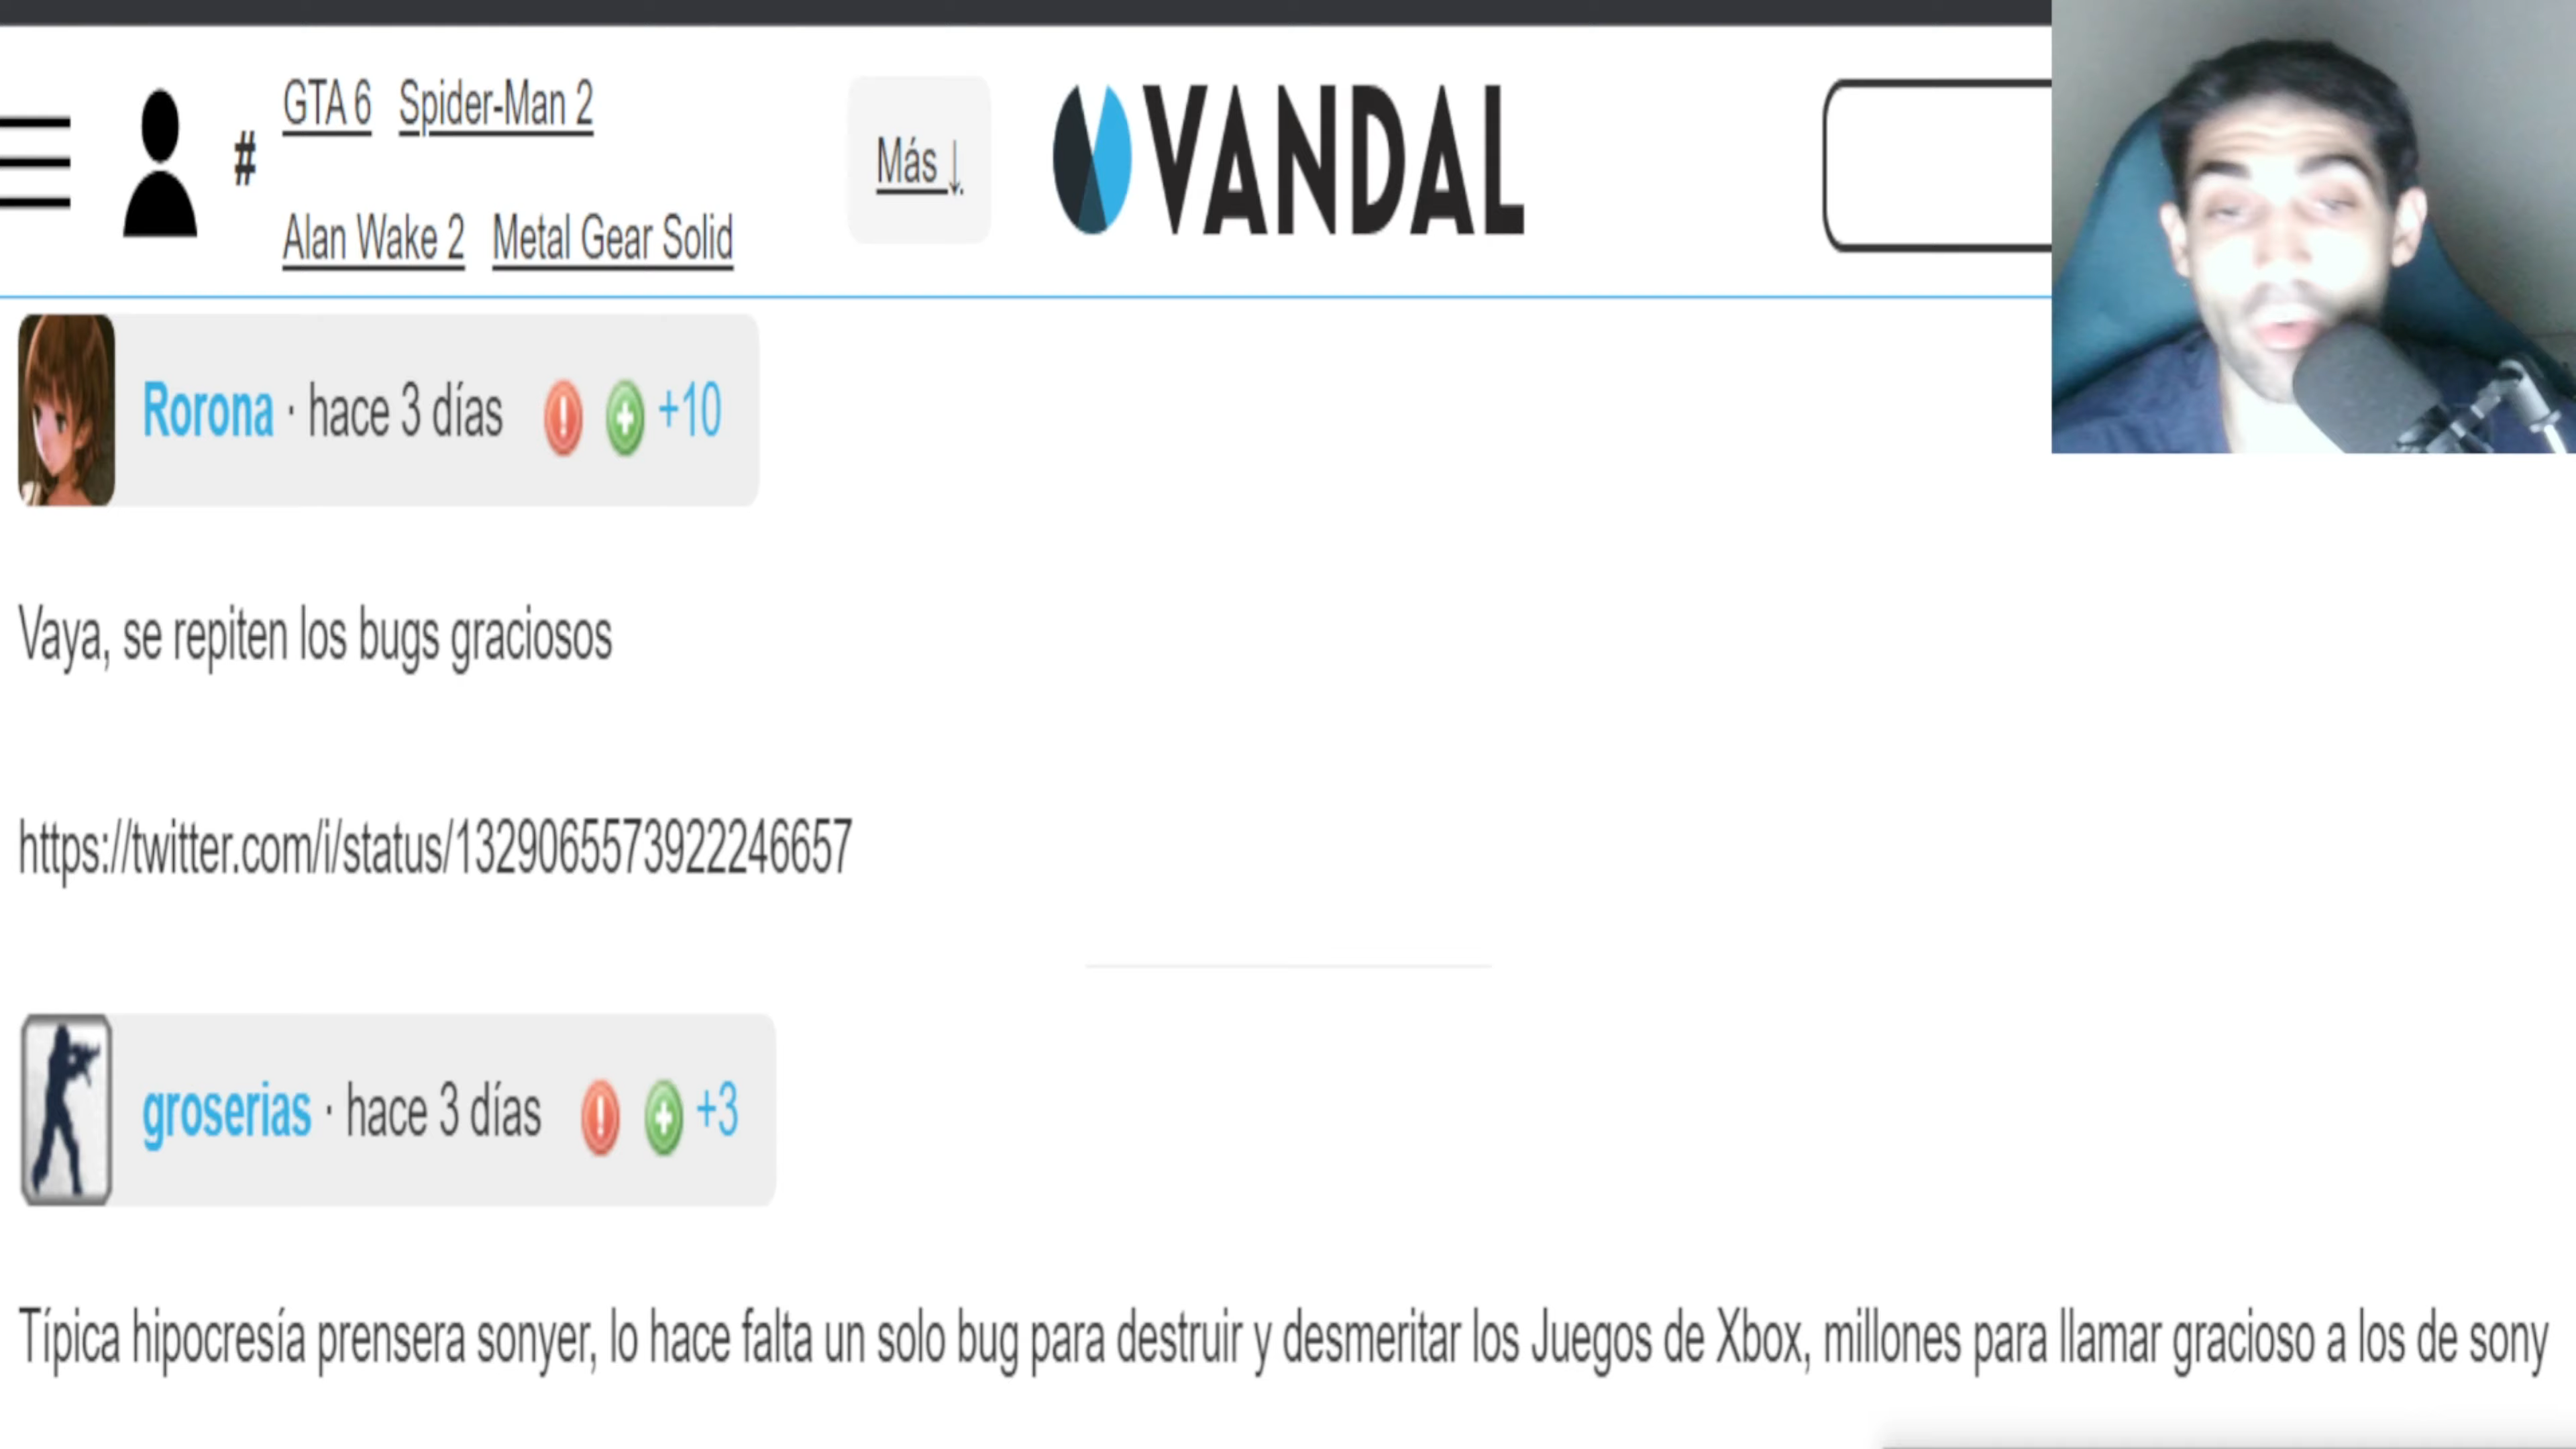 # GTA 6 Spider-Man 2
Alan Wake 2 Metal Gear Solid
Más ↓.
VANDAL
Rorona · hace 3 días ! + +10
Vaya, se repiten los bugs graciosos
https://twitter.com/i/status/1329065573922246657
groserias · hace 3 días ! + +3
Típica hipocresía prensera sonyer, lo hace falta un solo bug para destruir y desmeritar los Juegos de Xbox, millones para llamar gracioso a los de sony